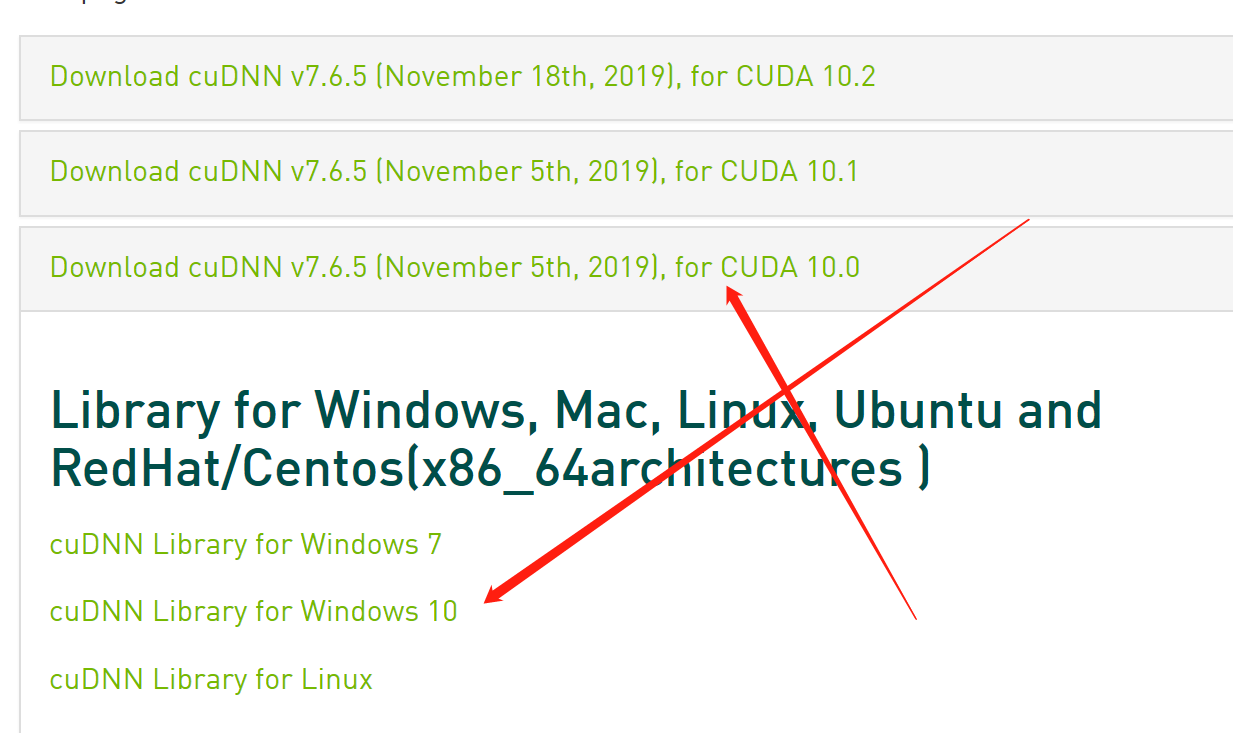 Download cuDNN v7.6.5 (November 18th, 2019), for CUDA 10.2
Download cuDNN v7.6.5 (November 5th, 2019), for CUDA 10.1
Download cuDNN v7.6.5 (November 5th, 2019), for CUDA 10.0
Library for Windows, Mac, Linux, Ubuntu and
RedHat/Centos(x86_64architectures )
cuDNN Library for Windows 7
cuDNN Library for Windows 10
cuDNN Library for Linux